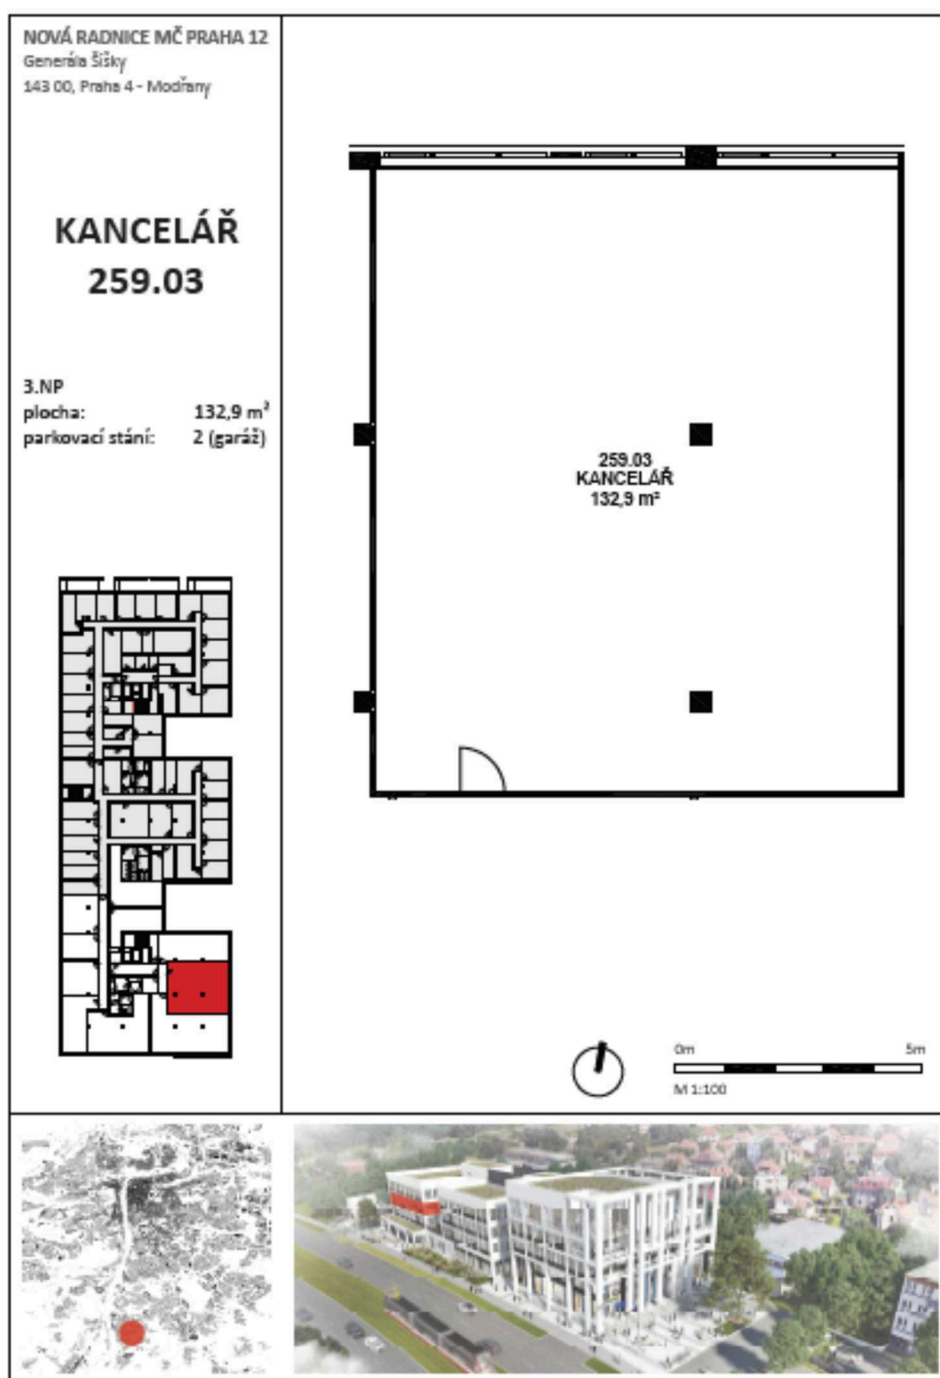 NOVÁ RADNICE MČ PRAHA 12
Generála Šišky
143 00, Praha 4 - Modřany
KANCELÁŘ
259.03
3.NP
plocha: 132,9 m²
parkovací stání: 2 (garáž)
259.03
KANCELÁŘ
132,9 m²
0m 5m
M 1:100